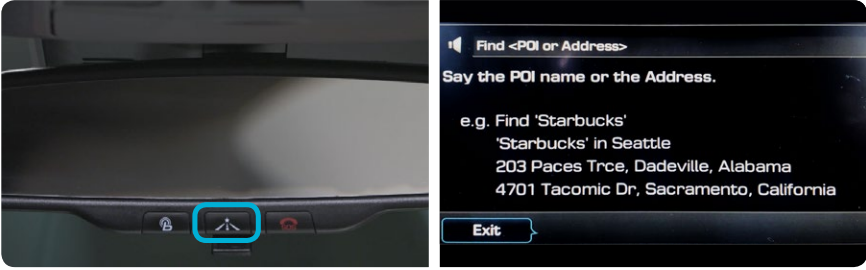 Find <POI or Address>
Say the POI name or the Address.
e.g. Find 'Starbucks'
'Starbucks' in Seattle
203 Paces Trce, Dadeville, Alabama
4701 Tacomic Dr, Sacramento, California
Exit